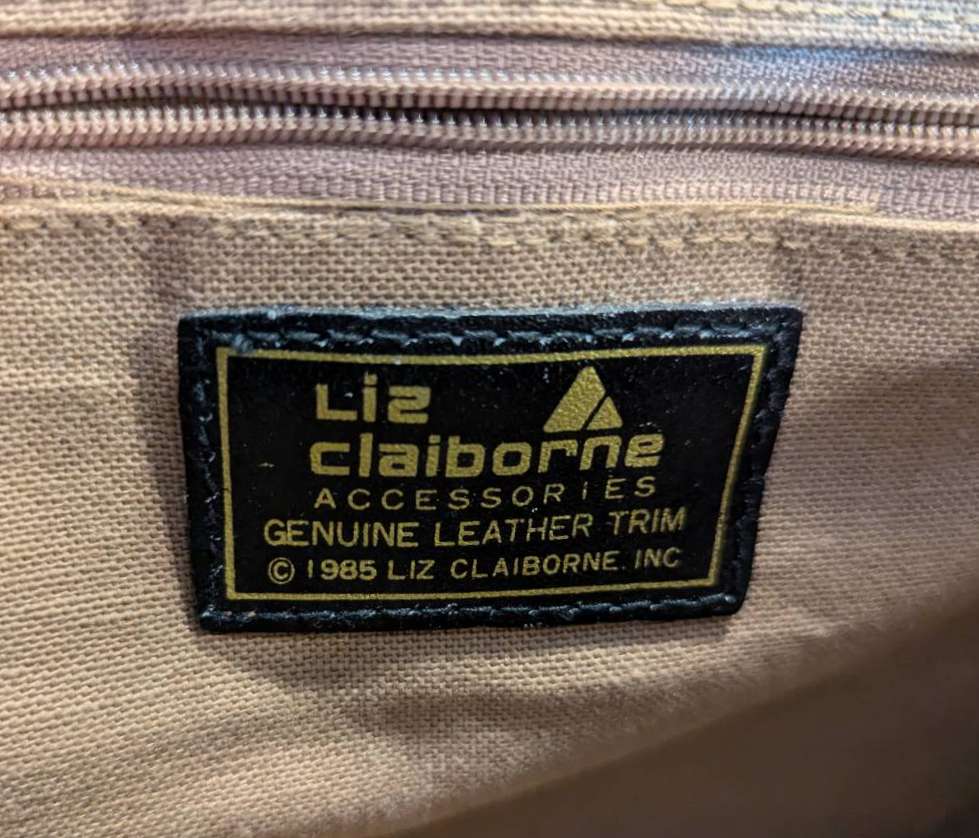 Liz
claiborne
ACCESSORIES
GENUINE LEATHER TRIM
© 1985 LIZ CLAIBORNE. INC